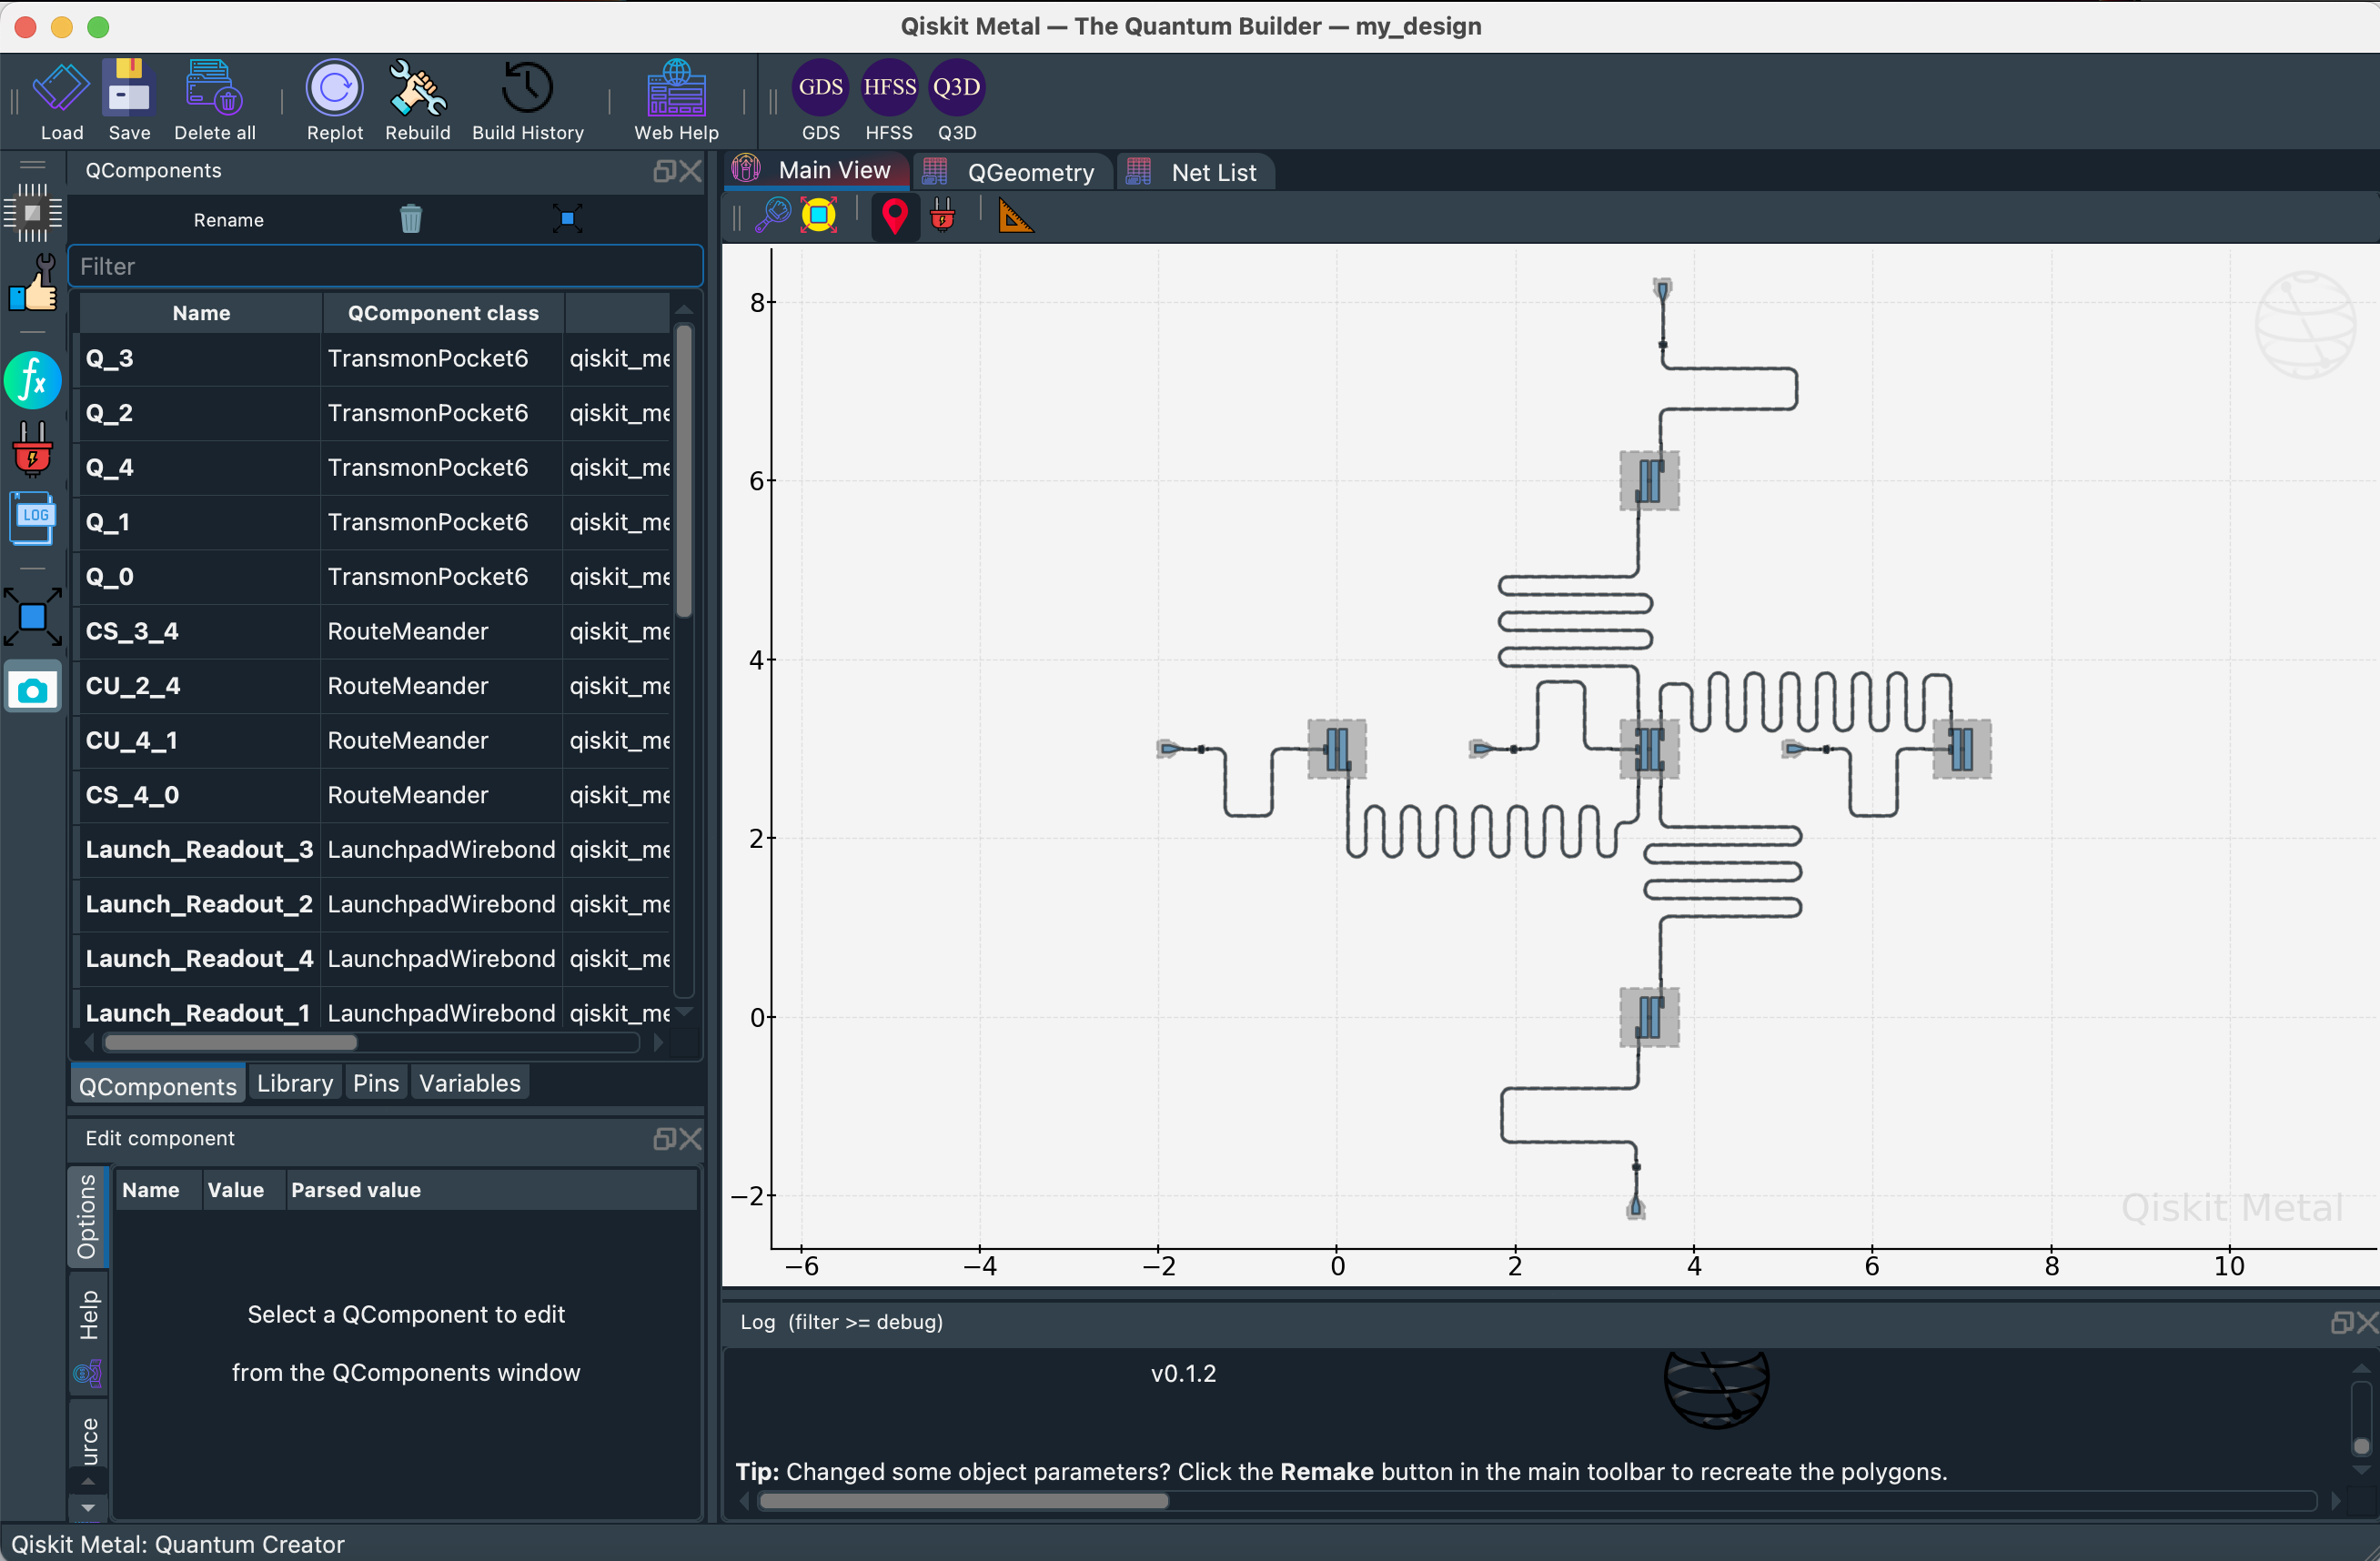 Qiskit Metal — The Quantum Builder — my_design
GDS HFSS Q3D
Load Save Delete all Replot Rebuild Build History Web Help GDS HFSS Q3D
QComponents
Rename
Filter
Name QComponent class
Q_3 TransmonPocket6 qiskit_me
Q_2 TransmonPocket6 qiskit_me
Q_4 TransmonPocket6 qiskit_me
Q_1 TransmonPocket6 qiskit_me
Q_0 TransmonPocket6 qiskit_me
CS_3_4 RouteMeander qiskit_me
CU_2_4 RouteMeander qiskit_me
CU_4_1 RouteMeander qiskit_me
CS_4_0 RouteMeander qiskit_me
Launch_Readout_3 LaunchpadWirebond qiskit_me
Launch_Readout_2 LaunchpadWirebond qiskit_me
Launch_Readout_4 LaunchpadWirebond qiskit_me
Launch_Readout_1 LaunchpadWirebond qiskit_me
fx
LOG
QComponents Library Pins Variables
Edit component
Options
Help
urce
Name Value Parsed value
Select a QComponent to edit
from the QComponents window
Main View QGeometry Net List
8
6
4
2
0
−2
−6 −4 −2 0 2 4 6 8 10
Qiskit Metal
Log (filter >= debug)
v0.1.2
Tip: Changed some object parameters? Click the Remake button in the main toolbar to recreate the polygons.
Qiskit Metal: Quantum Creator